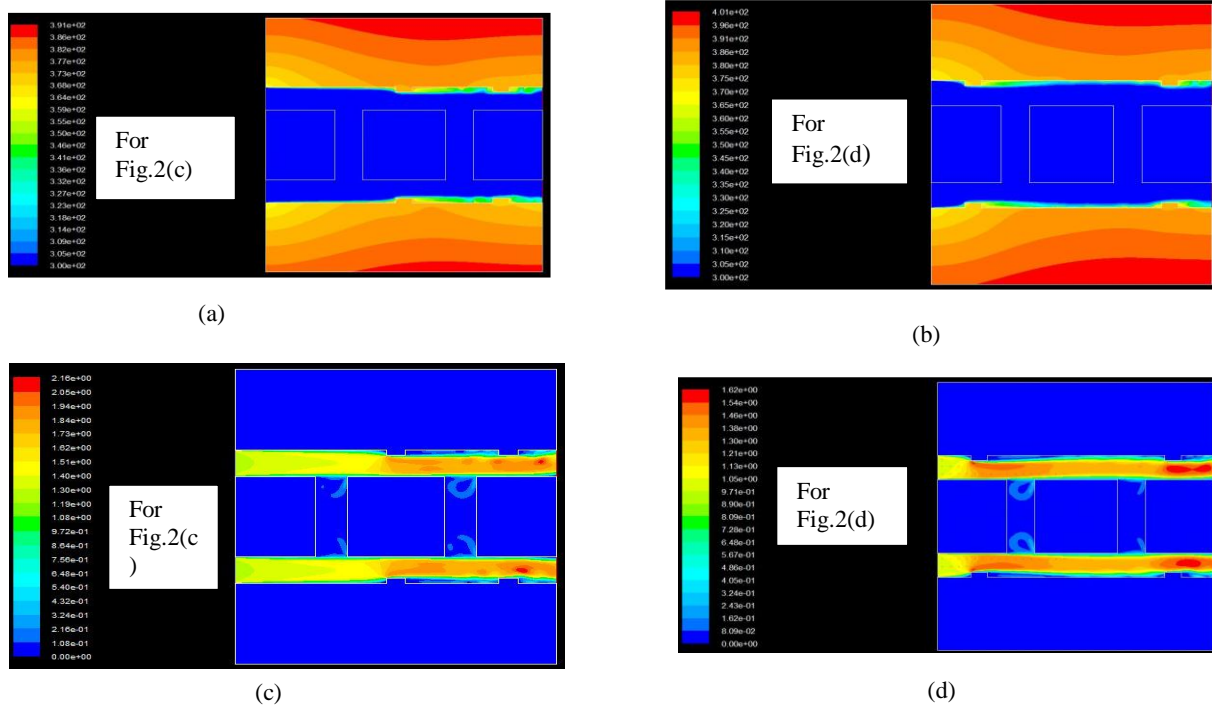 3.91e+02
3.86e+02
3.82e+02
3.77e+02
3.73e+02
3.68e+02
3.64e+02
3.59e+02
3.55e+02
3.50e+02
3.46e+02
3.41e+02
3.36e+02
3.32e+02
3.27e+02
3.23e+02
3.18e+02
3.14e+02
3.09e+02
3.05e+02
3.00e+02
For
Fig.2(c)
(a)
4.01e+02
3.96e+02
3.91e+02
3.86e+02
3.81e+02
3.75e+02
3.70e+02
3.65e+02
3.60e+02
3.55e+02
3.50e+02
3.45e+02
3.40e+02
3.35e+02
3.30e+02
3.25e+02
3.20e+02
3.15e+02
3.10e+02
3.05e+02
3.00e+02
For
Fig.2(d)
(b)
2.16e+00
2.05e+00
1.94e+00
1.84e+00
1.73e+00
1.62e+00
1.51e+00
1.40e+00
1.30e+00
1.19e+00
1.08e+00
9.72e-01
8.64e-01
7.56e-01
6.48e-01
5.40e-01
4.32e-01
3.24e-01
2.16e-01
1.08e-01
0.00e+00
For
Fig.2(c
)
(c)
1.62e+00
1.54e+00
1.46e+00
1.38e+00
1.30e+00
1.21e+00
1.13e+00
1.05e+00
9.71e-01
8.90e-01
8.09e-01
7.28e-01
6.48e-01
5.67e-01
4.86e-01
4.05e-01
3.24e-01
2.43e-01
1.62e-01
8.09e-02
0.00e+00
For
Fig.2(d)
(d)